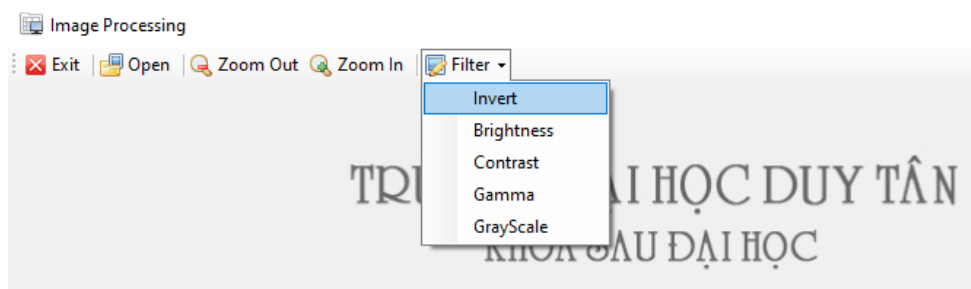 Image Processing
Exit Open Zoom Out Zoom In Filter
Invert
Brightness
Contrast
Gamma
GrayScale
HỌC DUY TÂN
ĐẠI HỌC